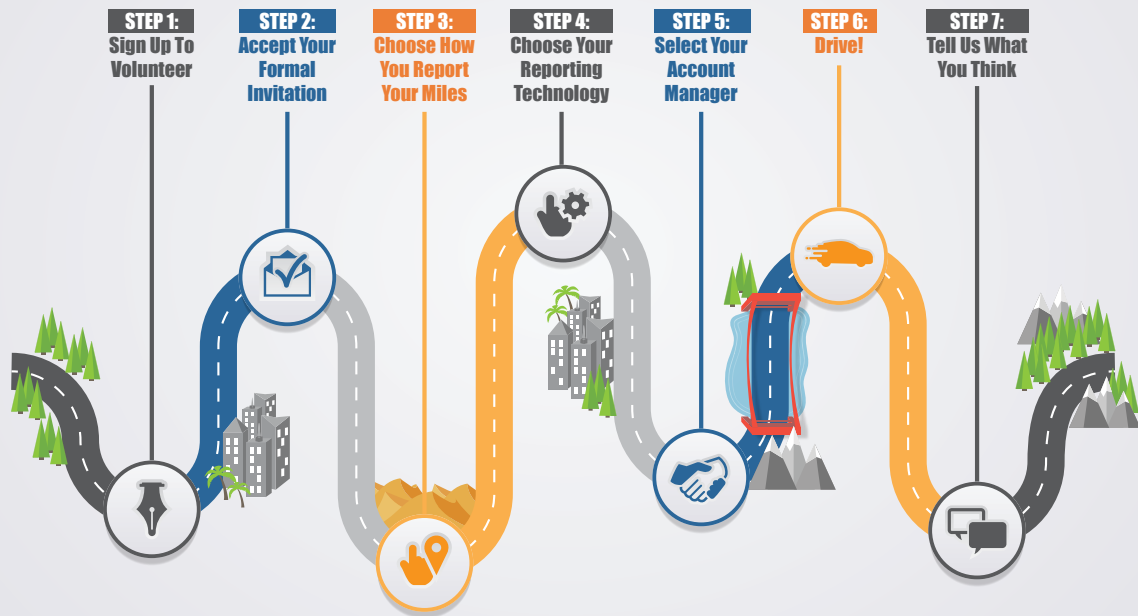 STEP 1:
Sign Up To
Volunteer
STEP 2:
Accept Your
Formal
Invitation
STEP 3:
Choose How
You Report
Your Miles
STEP 4:
Choose Your
Reporting
Technology
STEP 5:
Select Your
Account
Manager
STEP 6:
Drive!
STEP 7:
Tell Us What
You Think